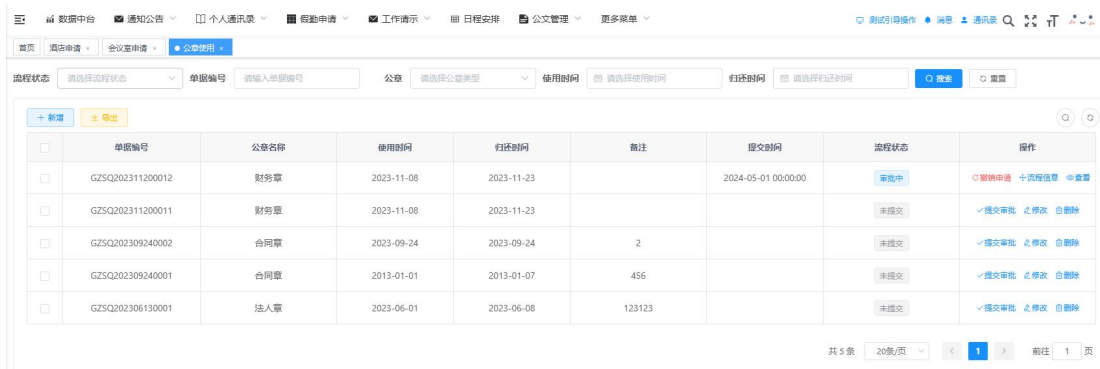 数据中台 通知公告 个人通讯录 假勤申请 工作请示 日程安排 公文管理 更多菜单 测试引导操作 消息 通讯录
首页 酒店申请 × 会议室申请 × 公章使用 ×
流程状态 请选择流程状态 单据编号 请输入单据编号 公章 请选择公章类型 使用时间 请选择使用时间 归还时间 请选择归还时间 搜索 重置
+ 新增 导出
单据编号 公章名称 使用时间 归还时间 备注 提交时间 流程状态 操作
GZSQ202311200012 财务章 2023-11-08 2023-11-23 2024-05-01 00:00:00 审批中 撤销申请 流程信息 查看
GZSQ202311200011 财务章 2023-11-08 2023-11-23 未提交 提交审批 修改 删除
GZSQ202309240002 合同章 2023-09-24 2023-09-24 2 未提交 提交审批 修改 删除
GZSQ202309240001 合同章 2013-01-01 2013-01-07 456 未提交 提交审批 修改 删除
GZSQ202306130001 法人章 2023-06-01 2023-06-08 123123 未提交 提交审批 修改 删除
共 5 条 20条/页 < 1 > 前往 1 页